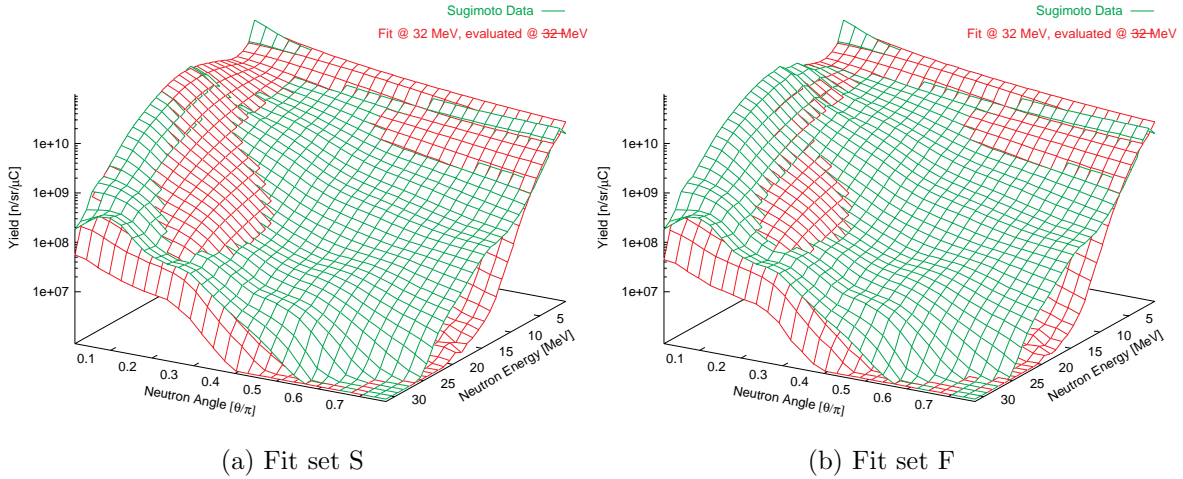 Sugimoto Data
Fit @ 32 MeV, evaluated @ 32 MeV
Yield [n/sr/μC]
1e+10
1e+09
1e+08
1e+07
0.1
0.2
0.3
0.4
0.5
0.6
0.7
Neutron Angle [θ/π]
5
10
15
20
25
30
Neutron Energy [MeV]
(a) Fit set S
Sugimoto Data
Fit @ 32 MeV, evaluated @ 32 MeV
Yield [n/sr/μC]
1e+10
1e+09
1e+08
1e+07
0.1
0.2
0.3
0.4
0.5
0.6
0.7
Neutron Angle [θ/π]
5
10
15
20
25
30
Neutron Energy [MeV]
(b) Fit set F